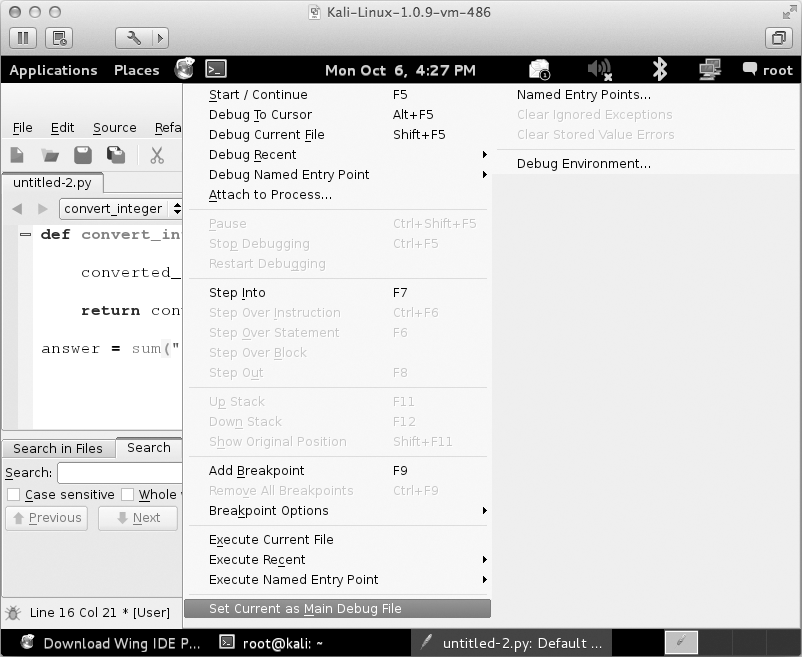 Kali-Linux-1.0.9-vm-486
Applications Places Mon Oct 6, 4:27 PM 1 root
File Edit Source Refa
untitled-2.py
convert_integer
def convert_in
converted_
return con
answer = sum("
Search in Files Search
Search:
Case sensitive Whole
Previous Next
Line 16 Col 21 * [User]
Start / Continue F5
Debug To Cursor Alt+F5
Debug Current File Shift+F5
Debug Recent
Debug Named Entry Point
Attach to Process...
Pause Ctrl+Shift+F5
Stop Debugging Ctrl+F5
Restart Debugging
Step Into F7
Step Over Instruction Ctrl+F6
Step Over Statement F6
Step Over Block
Step Out F8
Up Stack F11
Down Stack F12
Show Original Position Shift+F11
Add Breakpoint F9
Remove All Breakpoints Ctrl+F9
Breakpoint Options
Execute Current File
Execute Recent
Execute Named Entry Point
Set Current as Main Debug File
Named Entry Points...
Clear Ignored Exceptions
Clear Stored Value Errors
Debug Environment...
Download Wing IDE P... root@kali: ~ untitled-2.py: Default ...